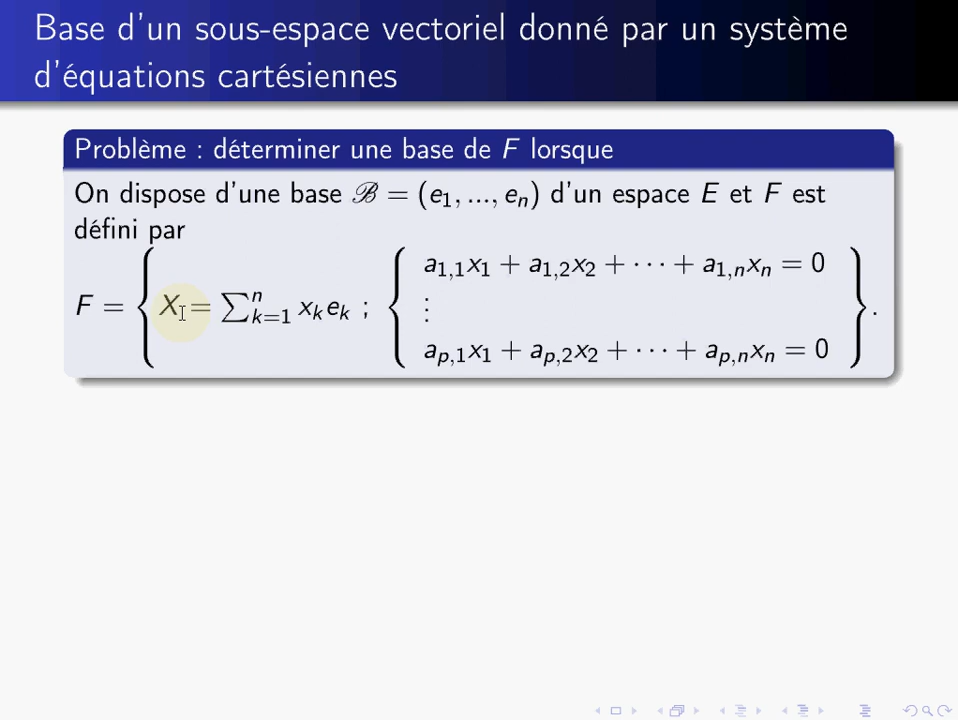 Base d'un sous-espace vectoriel donné par un système
d'équations cartésiennes
Problème : déterminer une base de F lorsque
On dispose d'une base ℬ = (e₁, ..., eₙ) d'un espace E et F est
défini par
F = { X = ∑ₖ₌₁ⁿ xₖeₖ ; { a₁,₁x₁ + a₁,₂x₂ + ··· + a₁,ₙxₙ = 0
⋮
aₚ,₁x₁ + aₚ,₂x₂ + ··· + aₚ,ₙxₙ = 0 }.